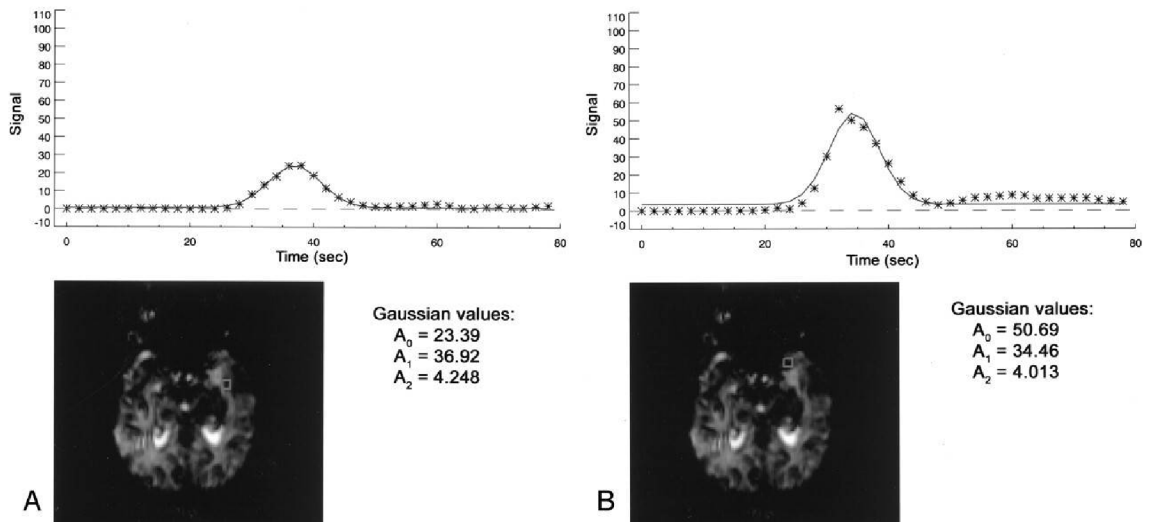 110
100
90
80
70
60
50
40
30
20
10
0
-10
Signal
0
20
40
60
80
Time (sec)
Gaussian values:
A₀ = 23.39
A₁ = 36.92
A₂ = 4.248
A
110
100
90
80
70
60
50
40
30
20
10
0
-10
Signal
0
20
40
60
80
Time (sec)
Gaussian values:
A₀ = 50.69
A₁ = 34.46
A₂ = 4.013
B